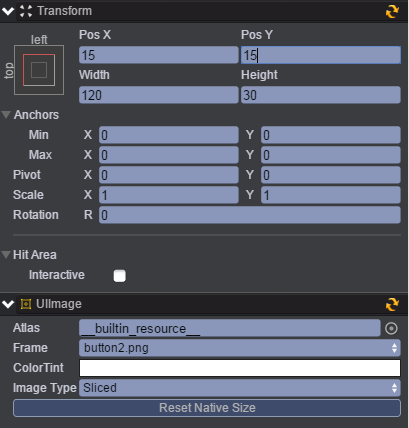 Transform
left
top
Pos X Pos Y
15 15
Width Height
120 30
Anchors
Min X 0 Y 0
Max X 0 Y 0
Pivot X 0 Y 0
Scale X 1 Y 1
Rotation R 0
Hit Area
Interactive
UIImage
Atlas __builtin_resource__
Frame button2.png
ColorTint
Image Type Sliced
Reset Native Size